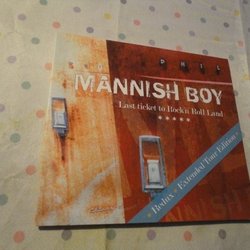 PHIL
MANNISH BOY
Last ticket to Rock'n Roll Land
★★★★★
* Redux - Extended Tour Edition *